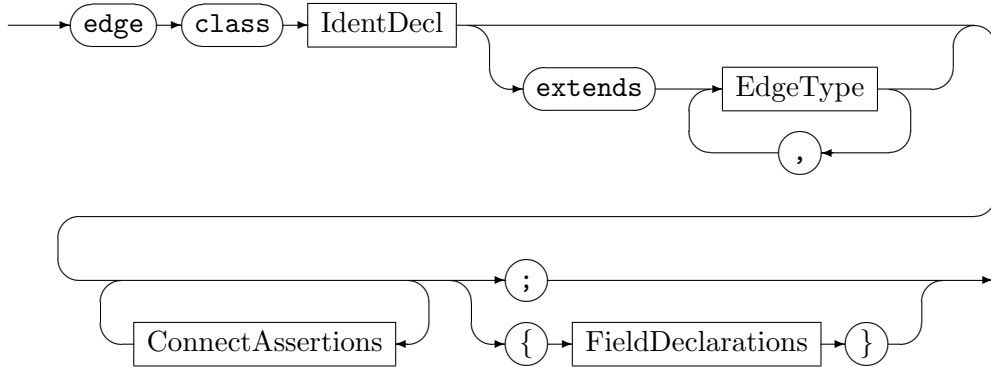 edge class IdentDecl
extends EdgeType
,
;
ConnectAssertions { FieldDeclarations }